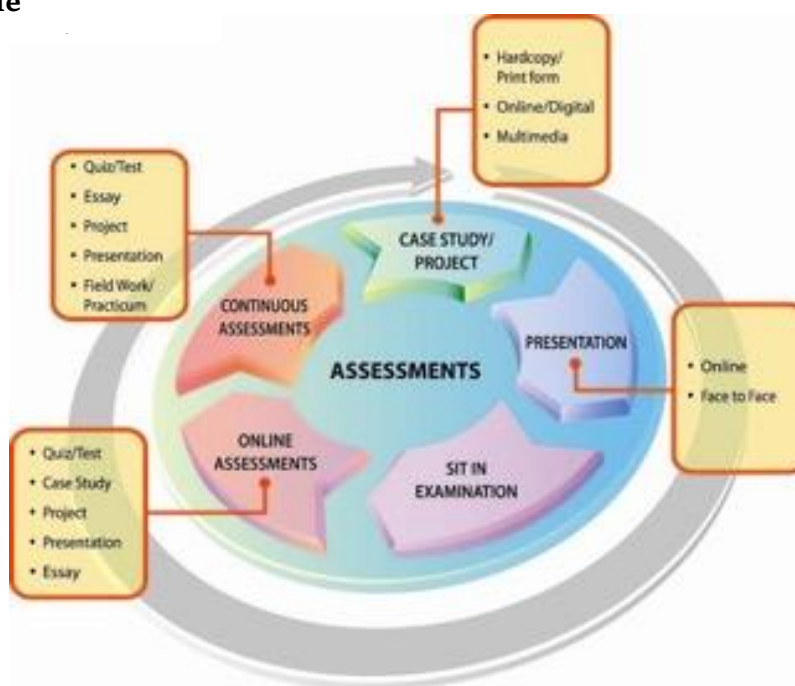 • Hardcopy/
Print form
• Online/Digital
• Multimedia
• Quiz/Test
• Essay
• Project
• Presentation
• Field Work/
Practicum
CASE STUDY/
PROJECT
CONTINUOUS
ASSESSMENTS
PRESENTATION
• Online
• Face to Face
ASSESSMENTS
ONLINE
ASSESSMENTS
SIT IN
EXAMINATION
• Quiz/Test
• Case Study
• Project
• Presentation
• Essay